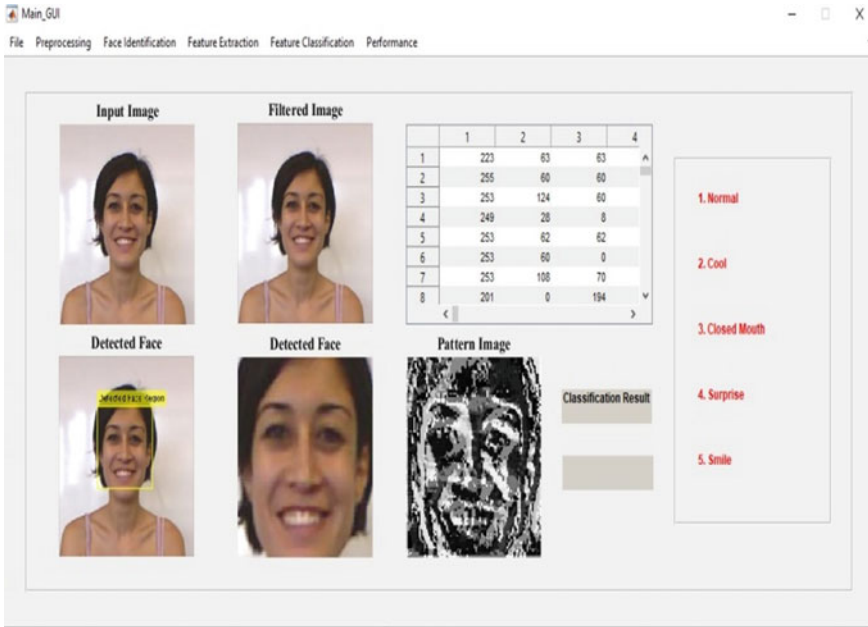 Main_GUI
File Preprocessing Face Identification Feature Extraction Feature Classification Performance
Input Image
Filtered Image
1 2 3 4
1 223 63 63
2 255 60 60
3 253 124 60
4 249 28 8
5 253 62 62
6 253 60 0
7 253 108 70
8 201 0 194
1. Normal
2. Cool
3. Closed Mouth
4. Surprise
5. Smile
Detected Face
Detected Face
Pattern Image
Detected Face Region
Classification Result